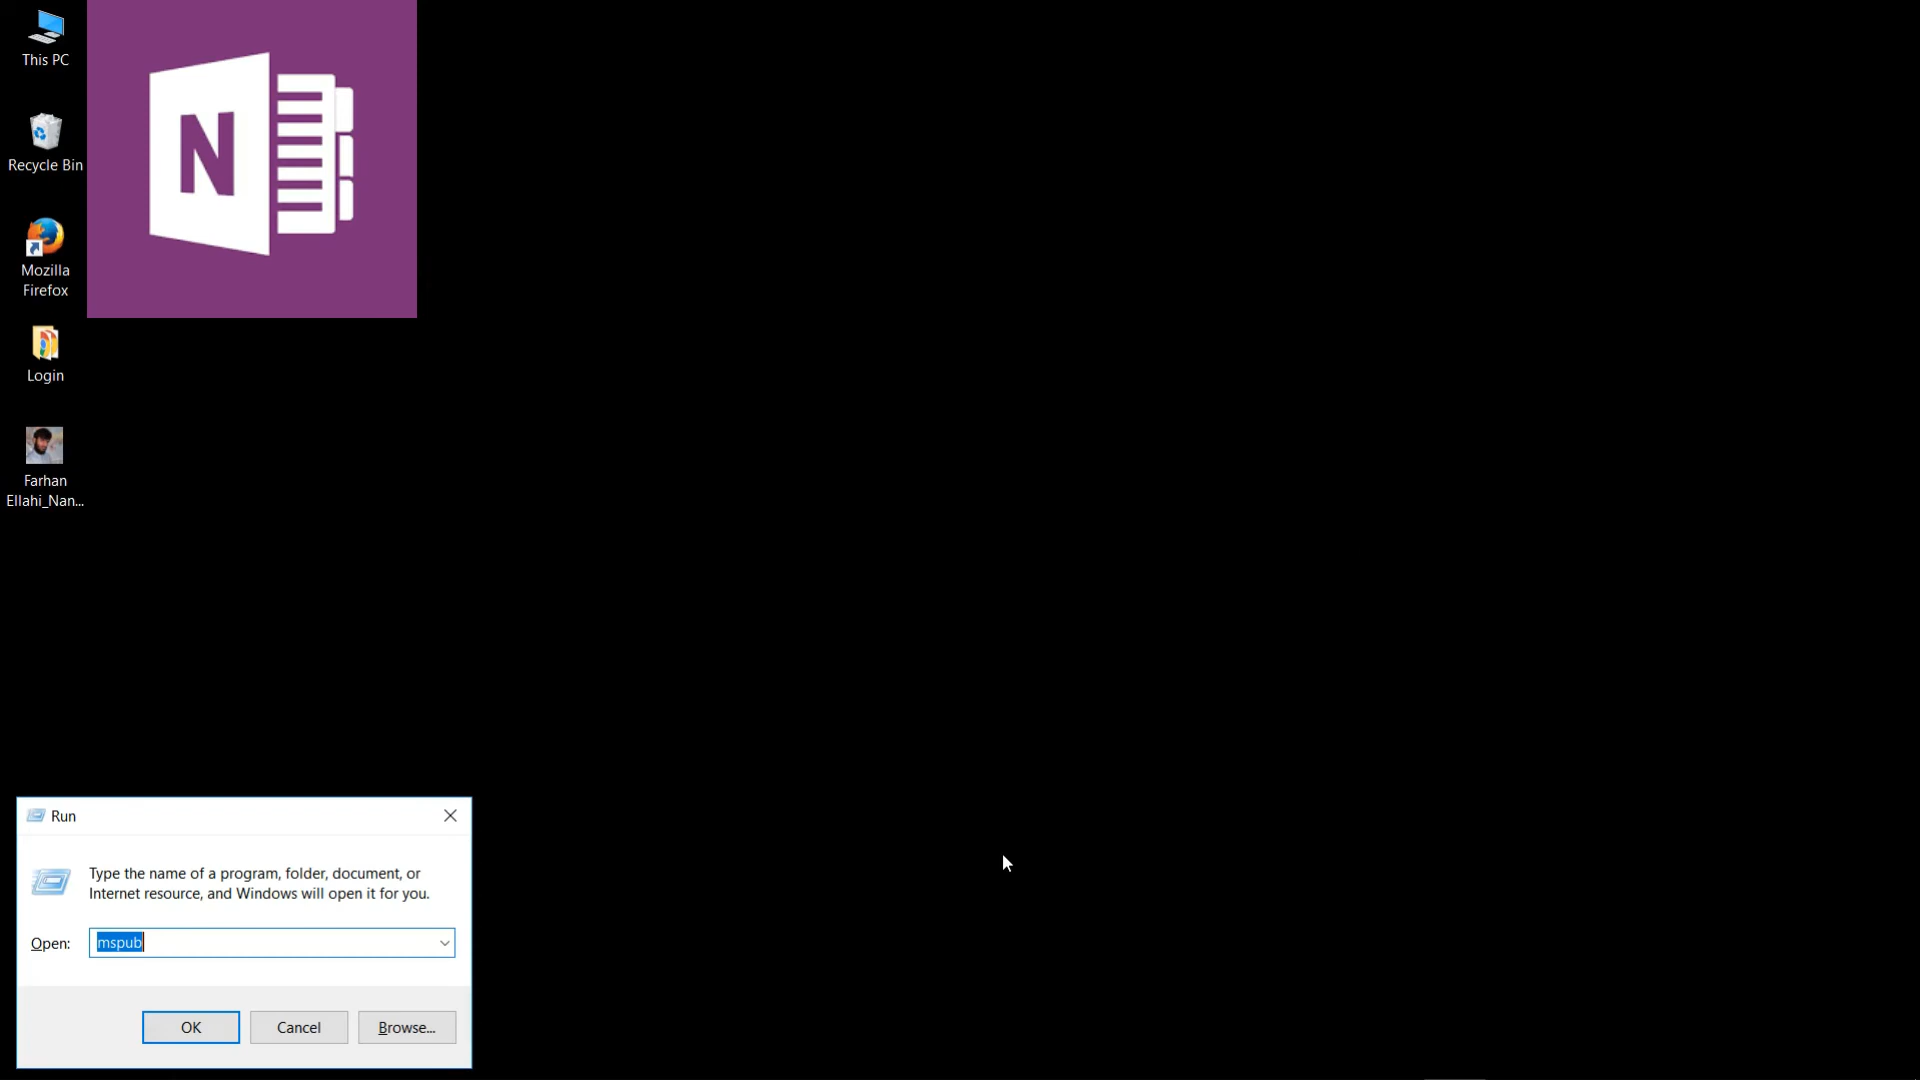 This PC
Recycle Bin
Mozilla
Firefox
Login
Farhan
Ellahi_Nan...
N
Run
Type the name of a program, folder, document, or
Internet resource, and Windows will open it for you.
Open: mspub
OK Cancel Browse...